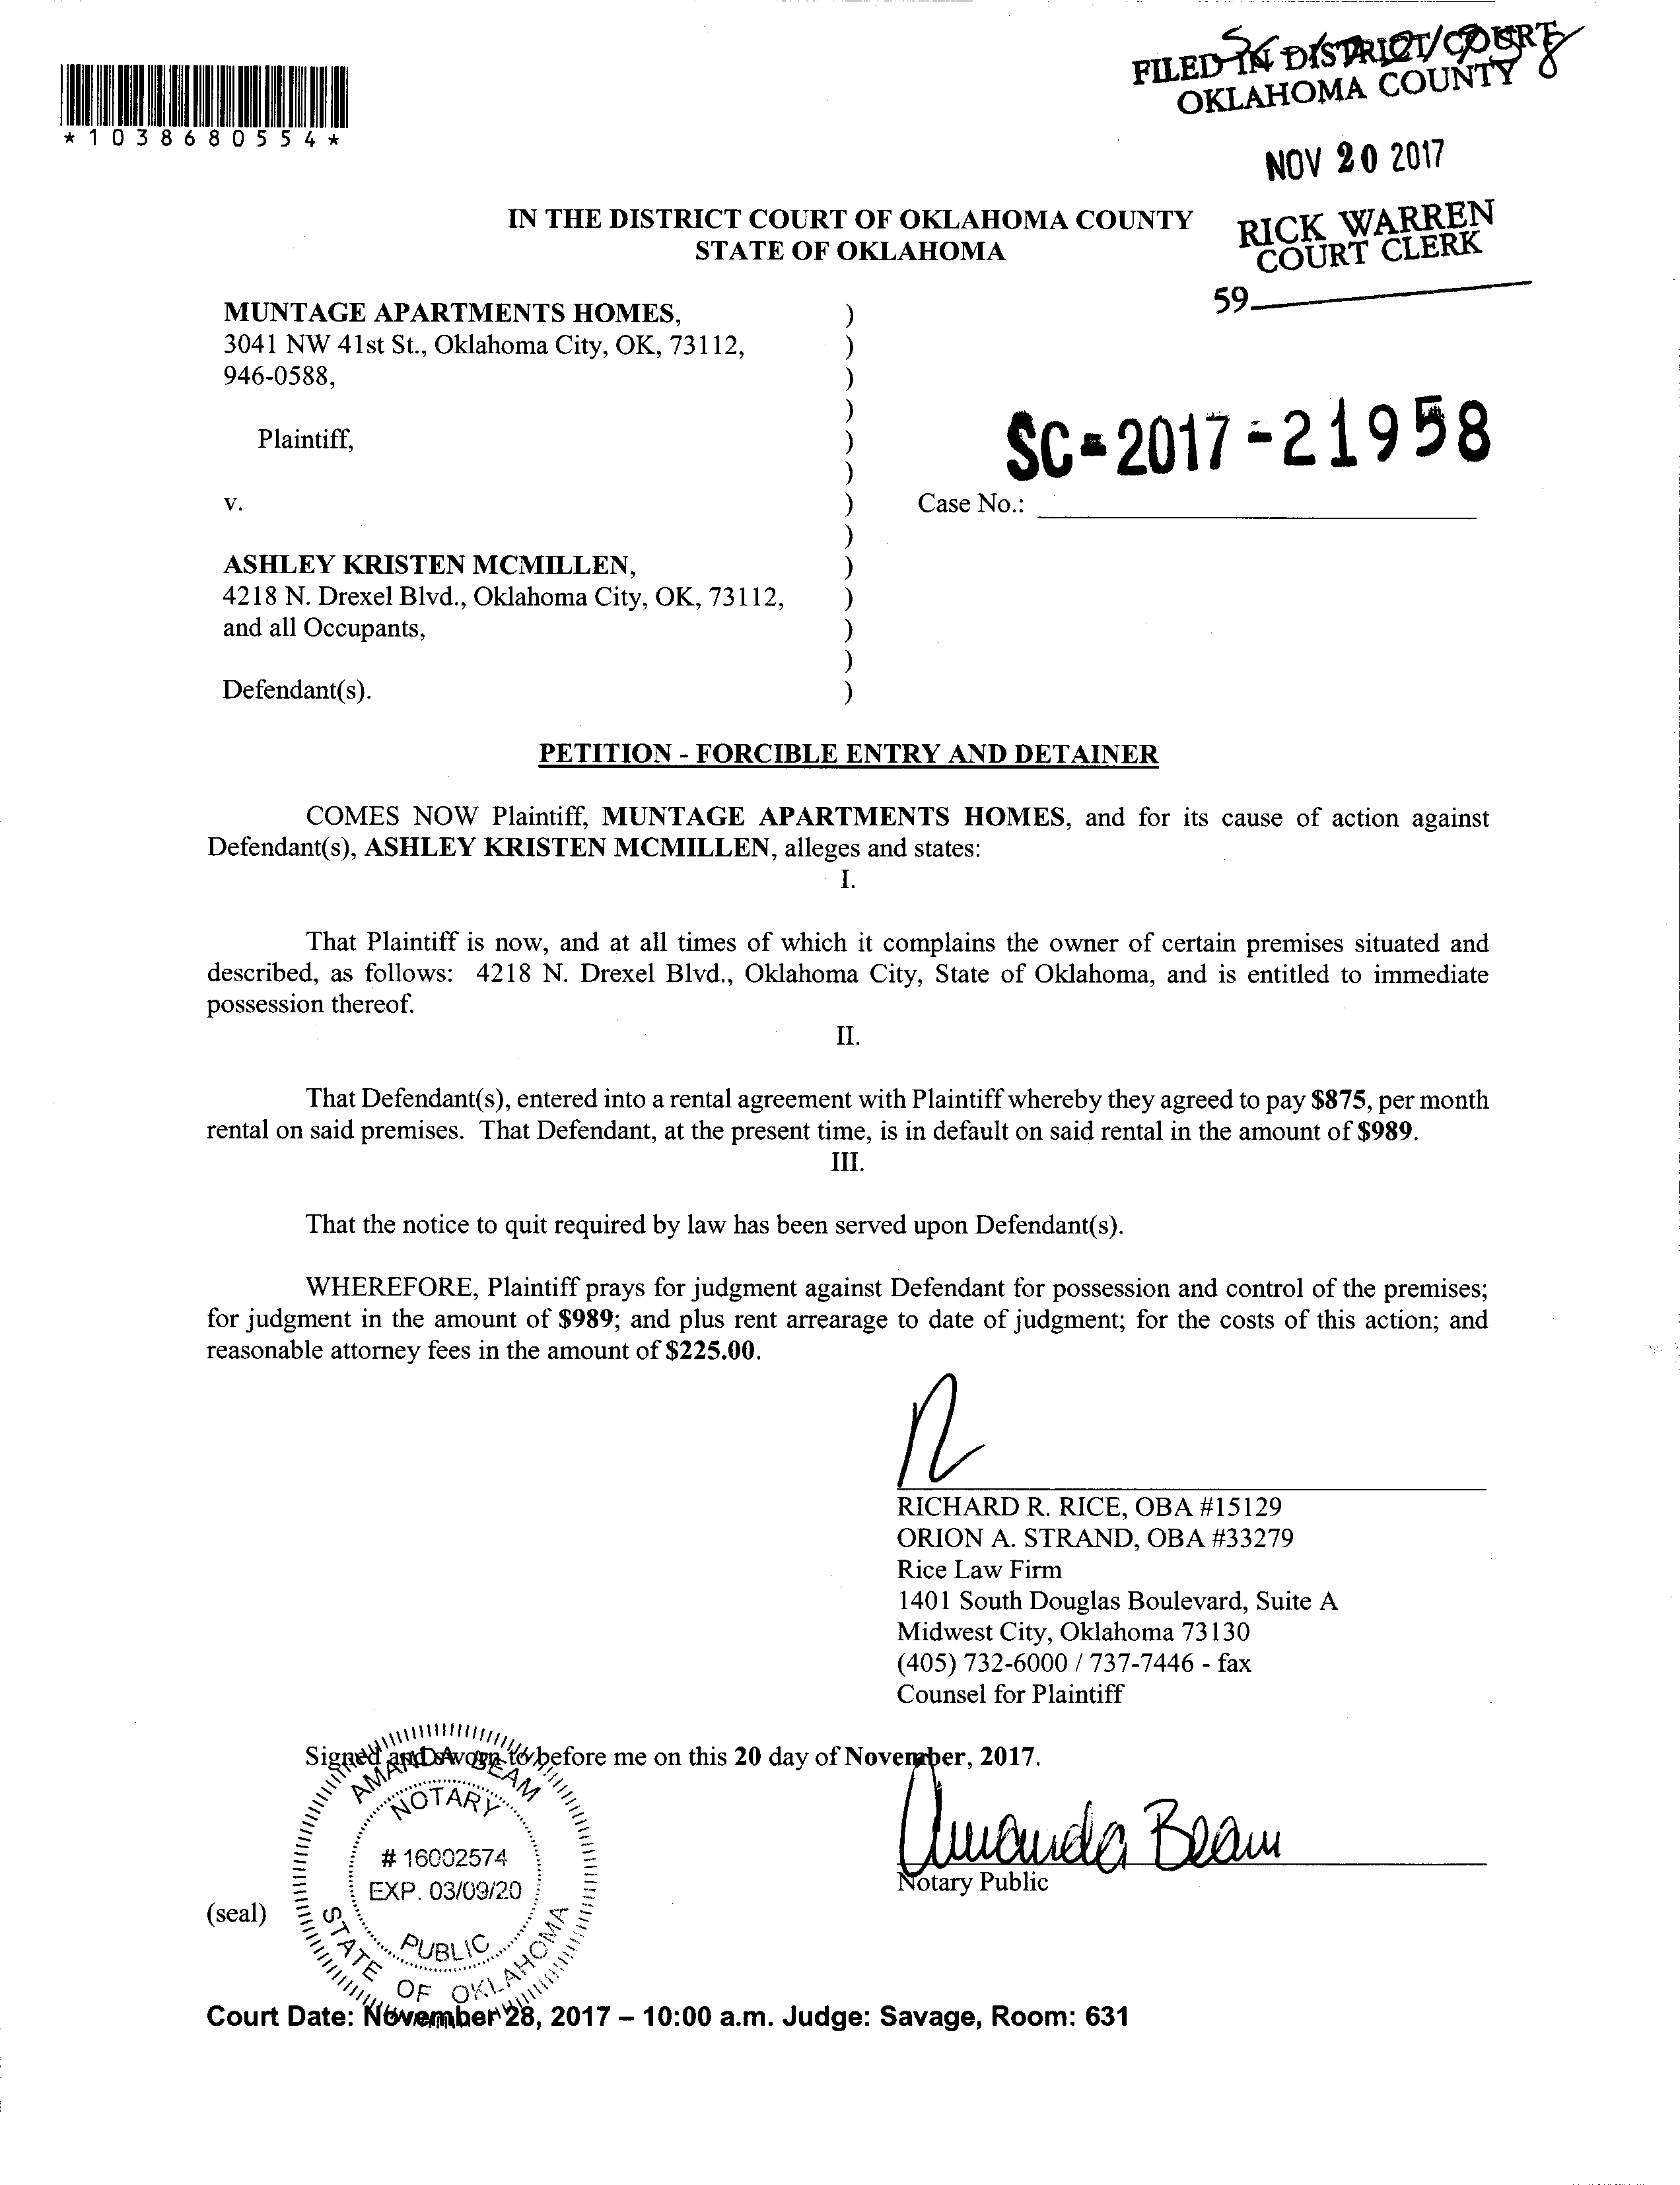 FILED IN DISTRICT COURT
OKLAHOMA COUNTY
*1038680554*
NOV 20 2017
RICK WARREN
COURT CLERK
59
IN THE DISTRICT COURT OF OKLAHOMA COUNTY
STATE OF OKLAHOMA
MUNTAGE APARTMENTS HOMES, )
3041 NW 41st St., Oklahoma City, OK, 73112, )
946-0588, )
)
Plaintiff, )
)
SC-2017-21958
v. ) Case No.:
)
ASHLEY KRISTEN MCMILLEN, )
4218 N. Drexel Blvd., Oklahoma City, OK, 73112, )
and all Occupants, )
)
Defendant(s). )
PETITION - FORCIBLE ENTRY AND DETAINER
COMES NOW Plaintiff, MUNTAGE APARTMENTS HOMES, and for its cause of action against
Defendant(s), ASHLEY KRISTEN MCMILLEN, alleges and states:
I.
That Plaintiff is now, and at all times of which it complains the owner of certain premises situated and
described, as follows: 4218 N. Drexel Blvd., Oklahoma City, State of Oklahoma, and is entitled to immediate
possession thereof.
II.
That Defendant(s), entered into a rental agreement with Plaintiff whereby they agreed to pay $875, per month
rental on said premises. That Defendant, at the present time, is in default on said rental in the amount of $989.
III.
That the notice to quit required by law has been served upon Defendant(s).
WHEREFORE, Plaintiff prays for judgment against Defendant for possession and control of the premises;
for judgment in the amount of $989; and plus rent arrearage to date of judgment; for the costs of this action; and
reasonable attorney fees in the amount of $225.00.
RICHARD R. RICE, OBA #15129
ORION A. STRAND, OBA #33279
Rice Law Firm
1401 South Douglas Boulevard, Suite A
Midwest City, Oklahoma 73130
(405) 732-6000 / 737-7446 - fax
Counsel for Plaintiff
Signed and sworn to before me on this 20 day of November, 2017.
AMANDA BEAM
NOTARY
# 16002574
EXP. 03/09/20
PUBLIC
STATE OF OKLAHOMA
Amanda Beam
Notary Public
(seal)
Court Date: November 28, 2017 – 10:00 a.m. Judge: Savage, Room: 631